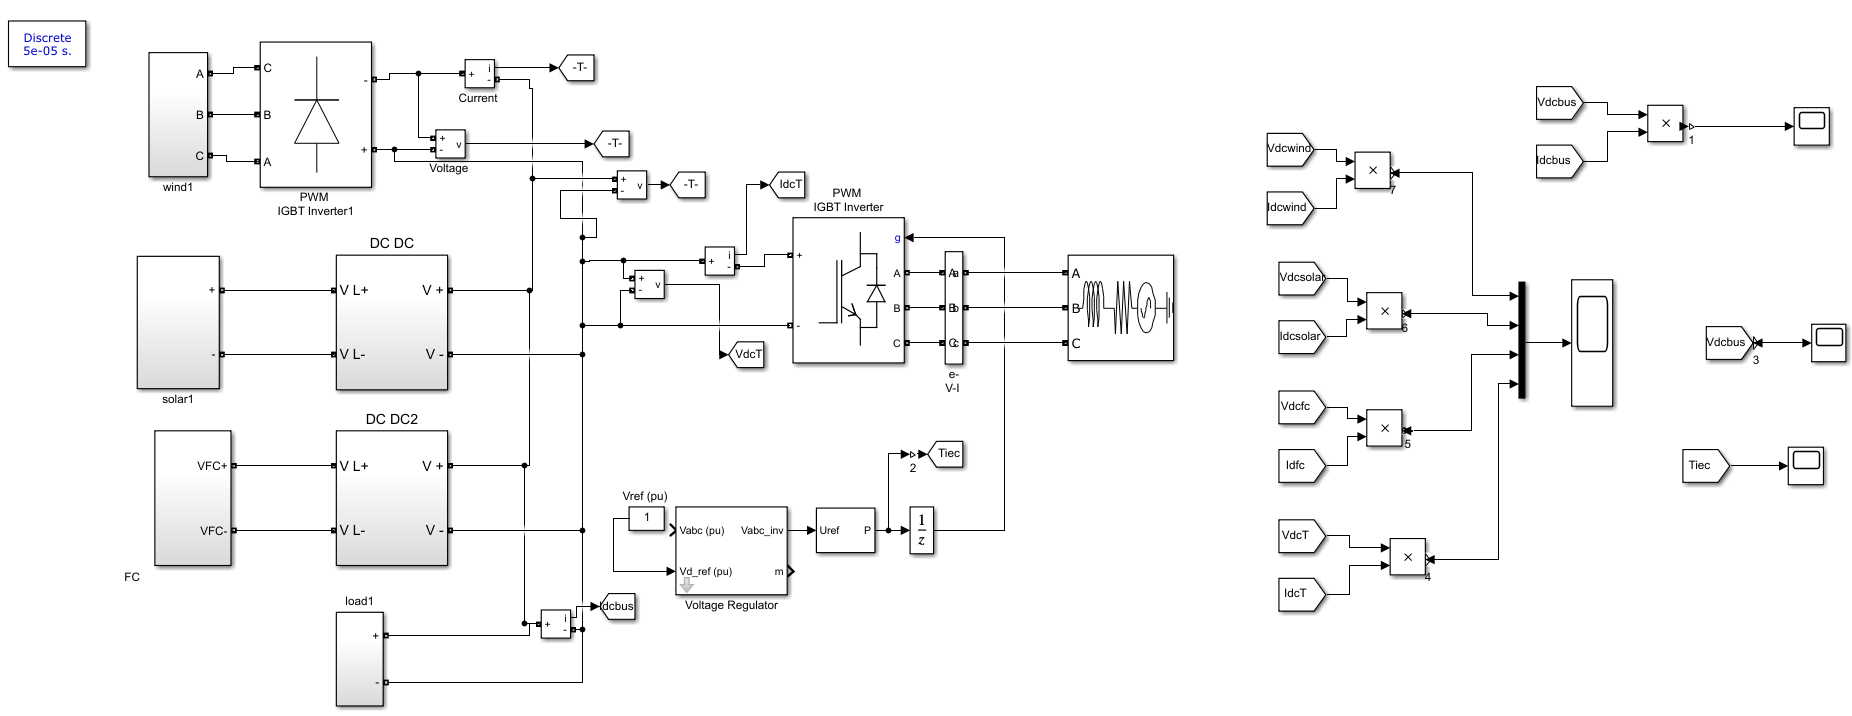 Discrete
5e-05 s.
A
B
C
wind1
C
B
A
-
+
PWM
IGBT Inverter1
+
i
-
Current
-T-
+
-
v
Voltage
-T-
+
-
v
-T-
IdcT
PWM
IGBT Inverter
g
+
-
A
B
C
+
i
-
+
-
v
VdcT
A
B
C
a
b
c
e-
V-I
A
B
C
DC DC
+
-
solar1
V L+
V L-
V +
V -
DC DC2
VFC+
VFC-
FC
V L+
V L-
V +
V -
load1
+
-
+
i
-
dcbus
Vref (pu)
1
Vabc (pu)
Vd_ref (pu)
Vabc_inv
m
Voltage Regulator
Uref
P
1
z
2
Tiec
Vdcwind
Idcwind
×
7
Vdcsolar
Idcsolar
×
6
Vdcfc
Idfc
×
5
VdcT
IdcT
×
4
Vdcbus
Idcbus
×
1
Vdcbus
3
Tiec